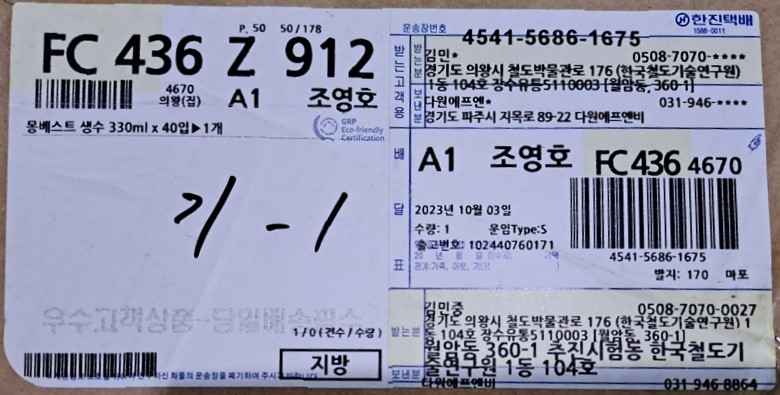 P. 50 50/178
FC 436 Z 912
4670
의왕(집) A1 조영호
몽베스트 생수 330ml x 40입▶1개
GRP
Eco-friendly
Certification
기-1
우수고객상품-당일배송필수
1/0(건수/수량)
지방
운송장번호 4541-5686-1675
한진택배
1588-0011
받는고객용
받는분
김민* 0508-7070-****
경기도 의왕시 철도박물관로 176 (한국철도기술연구원)
1동 104호 장수유통5110003 [월암동, 360-1]
보낸분
다원에프엔* 031-946-****
경기도 파주시 지목로 89-22 다원에프엔비
배달표
A1 조영호 FC 436 4670
2023년 10월 03일
수량: 1 운임Type:S
출고번호: 102440760171
4541-5686-1675
발지: 170 마포
받는분
김민중 0508-7070-0027
경기도 의왕시 철도박물관로 176 (한국철도기술연구원) 1
동 104호 장수유통5110003 [월암동, 360-1]
월암동 360-1 추진시험동 한국철도기
술연구원 1동 104호
보낸분
다원에프엔비 031-946-8864